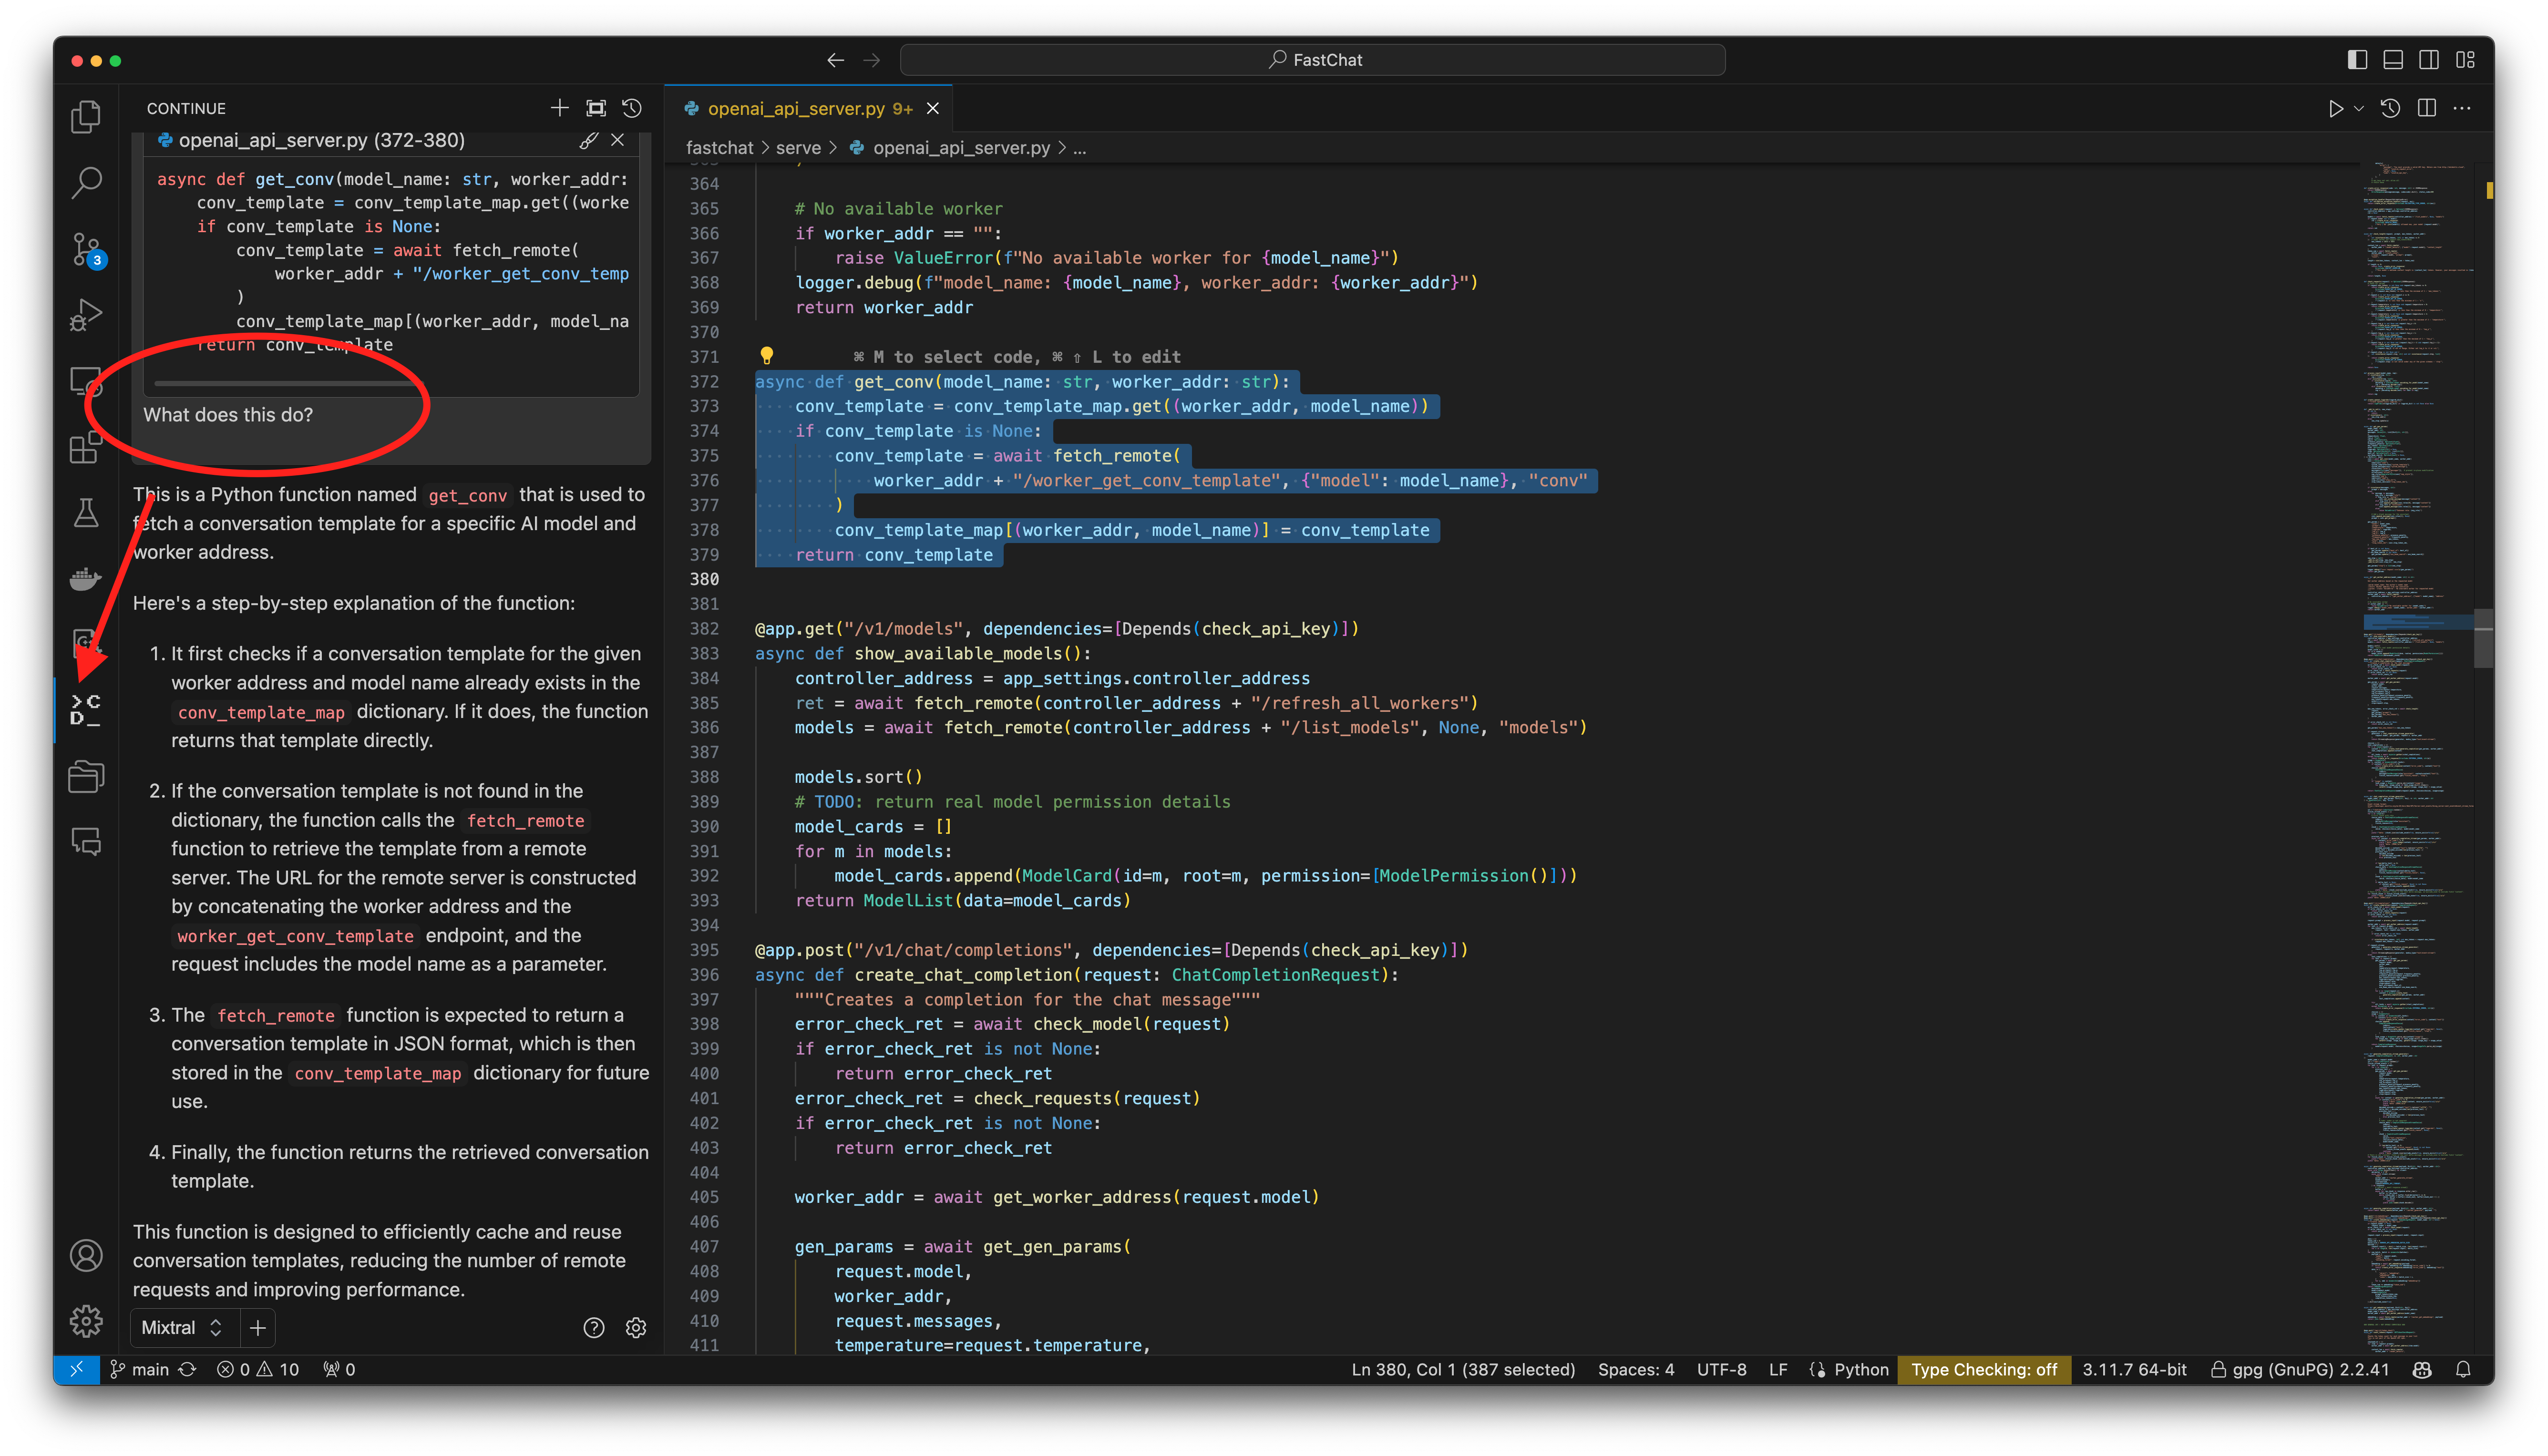 FastChat
CONTINUE
openai_api_server.py (372-380)
async def get_conv(model_name: str, worker_addr:
conv_template = conv_template_map.get((worke
if conv_template is None:
conv_template = await fetch_remote(
worker_addr + "/worker_get_conv_temp
)
conv_template_map[(worker_addr, model_na
return conv_template
What does this do?
This is a Python function named get_conv that is used to
fetch a conversation template for a specific AI model and
worker address.
Here's a step-by-step explanation of the function:
1. It first checks if a conversation template for the given
worker address and model name already exists in the
conv_template_map dictionary. If it does, the function
returns that template directly.
2. If the conversation template is not found in the
dictionary, the function calls the fetch_remote
function to retrieve the template from a remote
server. The URL for the remote server is constructed
by concatenating the worker address and the
worker_get_conv_template endpoint, and the
request includes the model name as a parameter.
3. The fetch_remote function is expected to return a
conversation template in JSON format, which is then
stored in the conv_template_map dictionary for future
use.
4. Finally, the function returns the retrieved conversation
template.
This function is designed to efficiently cache and reuse
conversation templates, reducing the number of remote
requests and improving performance.
Mixtral
3
>C
D_
openai_api_server.py 9+
fastchat > serve > openai_api_server.py > ...
364
365 # No available worker
366 if worker_addr == "":
367 raise ValueError(f"No available worker for {model_name}")
368 logger.debug(f"model_name: {model_name}, worker_addr: {worker_addr}")
369 return worker_addr
370
371 ⌘ M to select code, ⌘ ⇧ L to edit
372 async def get_conv(model_name: str, worker_addr: str):
373 conv_template = conv_template_map.get((worker_addr, model_name))
374 if conv_template is None:
375 conv_template = await fetch_remote(
376 worker_addr + "/worker_get_conv_template", {"model": model_name}, "conv"
377 )
378 conv_template_map[(worker_addr, model_name)] = conv_template
379 return conv_template
380
381
382 @app.get("/v1/models", dependencies=[Depends(check_api_key)])
383 async def show_available_models():
384 controller_address = app_settings.controller_address
385 ret = await fetch_remote(controller_address + "/refresh_all_workers")
386 models = await fetch_remote(controller_address + "/list_models", None, "models")
387
388 models.sort()
389 # TODO: return real model permission details
390 model_cards = []
391 for m in models:
392 model_cards.append(ModelCard(id=m, root=m, permission=[ModelPermission()]))
393 return ModelList(data=model_cards)
394
395 @app.post("/v1/chat/completions", dependencies=[Depends(check_api_key)])
396 async def create_chat_completion(request: ChatCompletionRequest):
397 """Creates a completion for the chat message"""
398 error_check_ret = await check_model(request)
399 if error_check_ret is not None:
400 return error_check_ret
401 error_check_ret = check_requests(request)
402 if error_check_ret is not None:
403 return error_check_ret
404
405 worker_addr = await get_worker_address(request.model)
406
407 gen_params = await get_gen_params(
408 request.model,
409 worker_addr,
410 request.messages,
411 temperature=request.temperature,
main 0 10 0 Ln 380, Col 1 (387 selected) Spaces: 4 UTF-8 LF Python Type Checking: off 3.11.7 64-bit gpg (GnuPG) 2.2.41